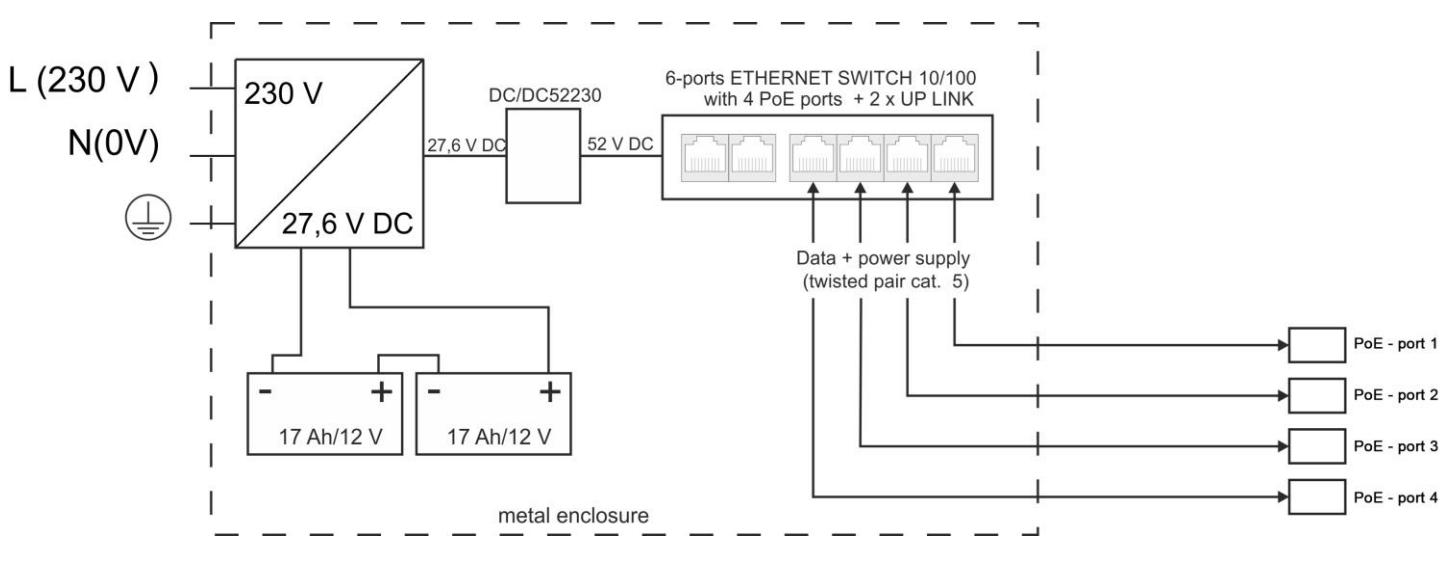 L (230 V )
N(0V)
230 V
27,6 V DC
27,6 V DC
DC/DC52230
52 V DC
6-ports ETHERNET SWITCH 10/100
with 4 PoE ports + 2 x UP LINK
Data + power supply
(twisted pair cat. 5)
PoE - port 1
PoE - port 2
PoE - port 3
PoE - port 4
- + - +
17 Ah/12 V
17 Ah/12 V
metal enclosure